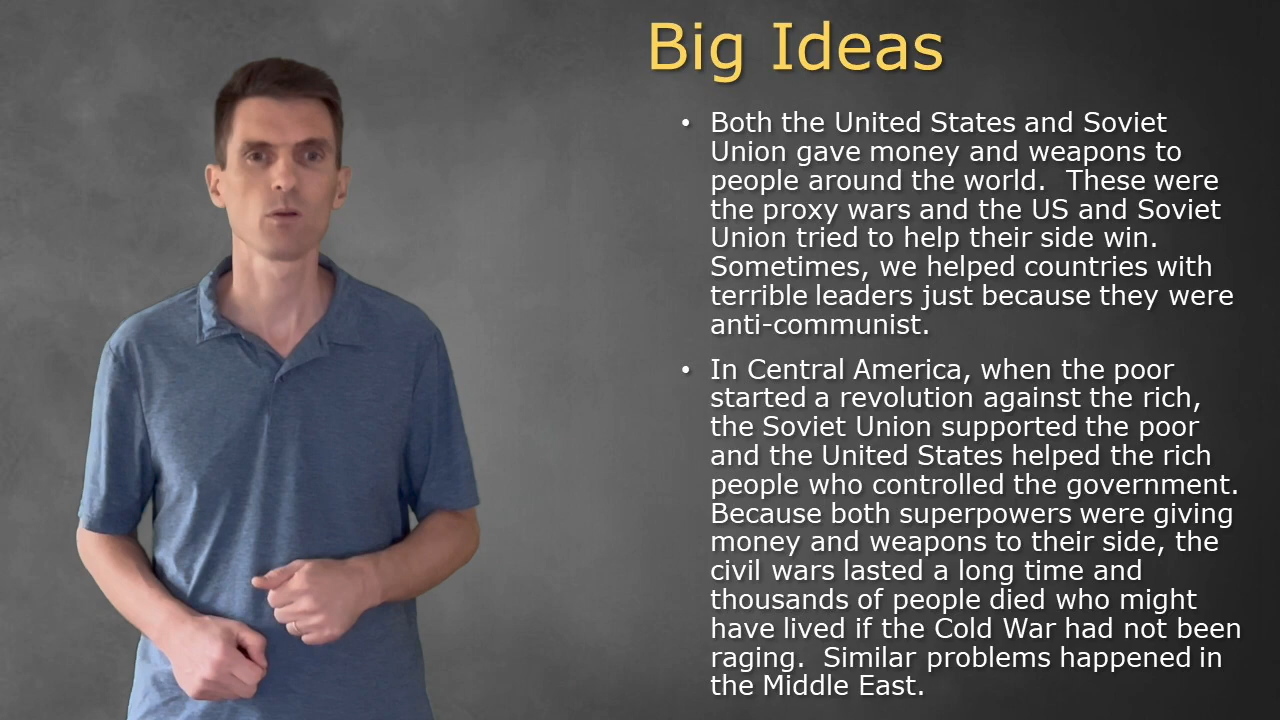 Big Ideas
• Both the United States and Soviet
Union gave money and weapons to
people around the world.  These were
the proxy wars and the US and Soviet
Union tried to help their side win.
Sometimes, we helped countries with
terrible leaders just because they were
anti-communist.
• In Central America, when the poor
started a revolution against the rich,
the Soviet Union supported the poor
and the United States helped the rich
people who controlled the government.
Because both superpowers were giving
money and weapons to their side, the
civil wars lasted a long time and
thousands of people died who might
have lived if the Cold War had not been
raging.  Similar problems happened in
the Middle East.